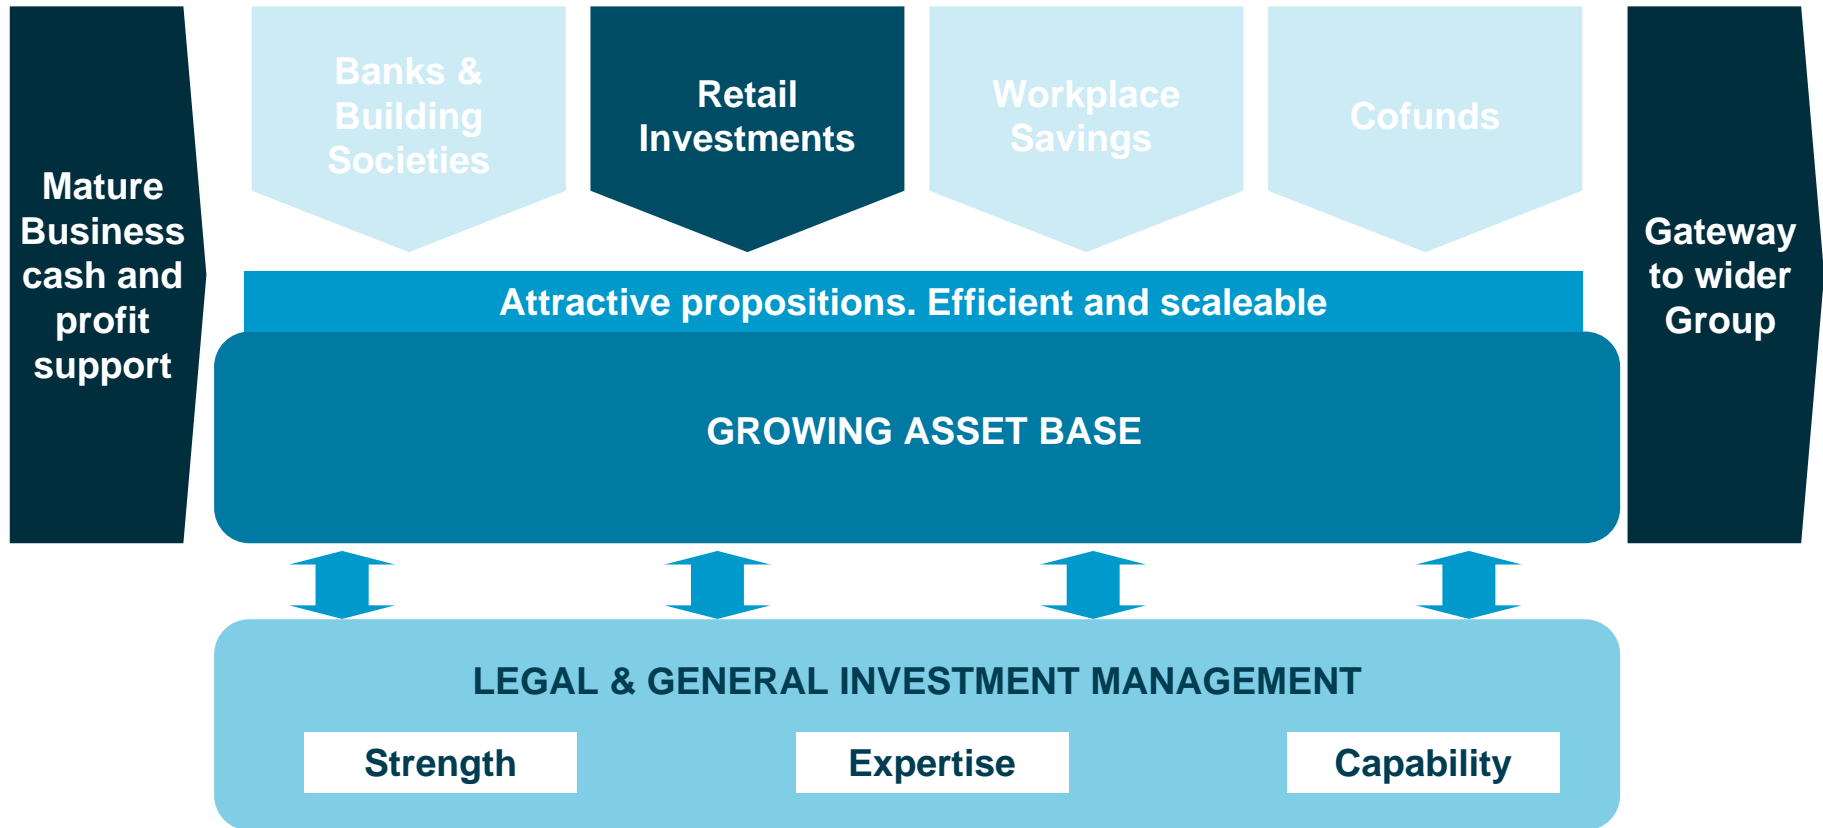 Mature
Business
cash and
profit
support
Banks &
Building
Societies
Retail
Investments
Workplace
Savings
Cofunds
Gateway
to wider
Group
Attractive propositions. Efficient and scaleable
GROWING ASSET BASE
LEGAL & GENERAL INVESTMENT MANAGEMENT
Strength
Expertise
Capability